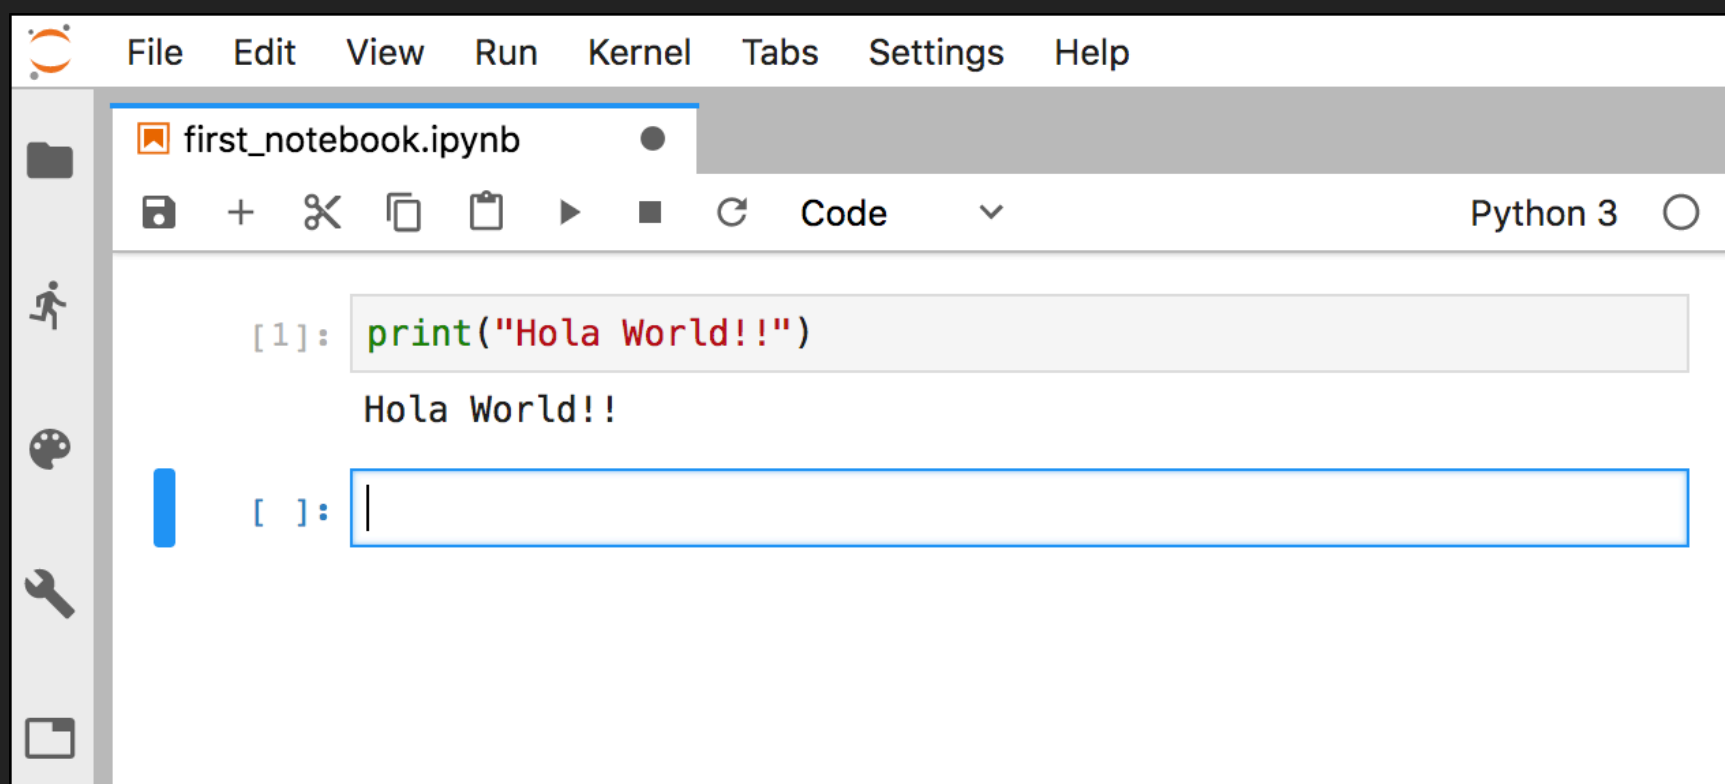 File Edit View Run Kernel Tabs Settings Help
first_notebook.ipynb
Code Python 3
[1]: print("Hola World!!")
Hola World!!
[ ]: